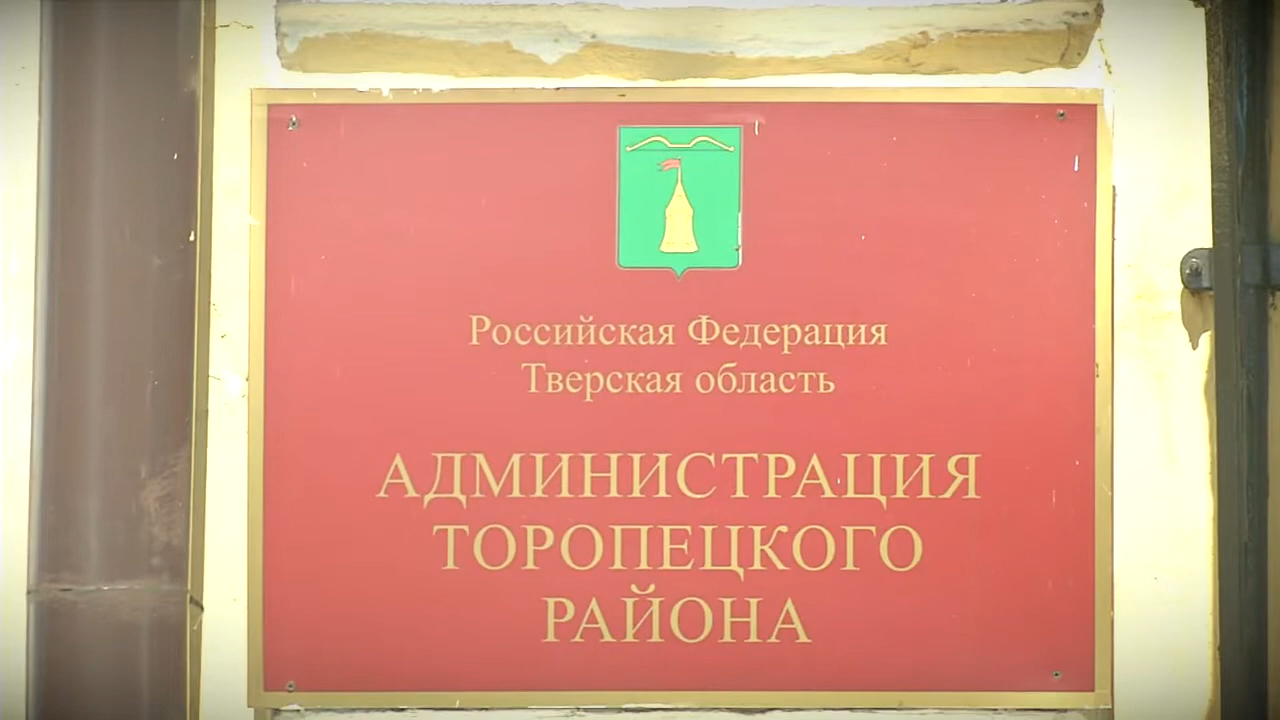 Российская Федерация
Тверская область
АДМИНИСТРАЦИЯ
ТОРОПЕЦКОГО
РАЙОНА